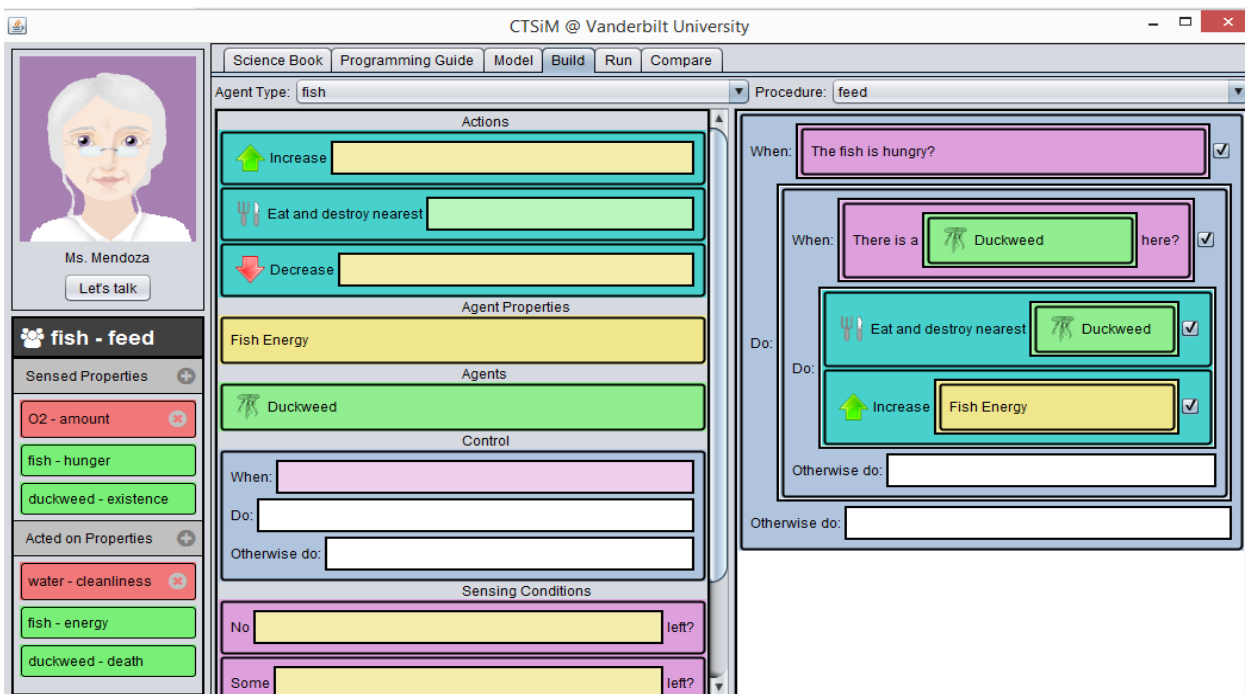 CTSiM @ Vanderbilt University
Science Book Programming Guide Model Build Run Compare
Agent Type: fish
Procedure: feed
Ms. Mendoza
Let's talk
fish - feed
Sensed Properties
O2 - amount
fish - hunger
duckweed - existence
Acted on Properties
water - cleanliness
fish - energy
duckweed - death
Actions
Increase
Eat and destroy nearest
Decrease
Agent Properties
Fish Energy
Agents
Duckweed
Control
When:
Do:
Otherwise do:
Sensing Conditions
No left?
Some left?
When: The fish is hungry?
Do:
When: There is a Duckweed here?
Do:
Eat and destroy nearest Duckweed
Increase Fish Energy
Otherwise do:
Otherwise do: